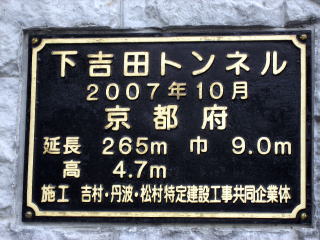 下吉田トンネル
2007年10月
京都府
延長 265m 巾 9.0m
高 4.7m
施工 吉村・丹波・松村特定建設工事共同企業体